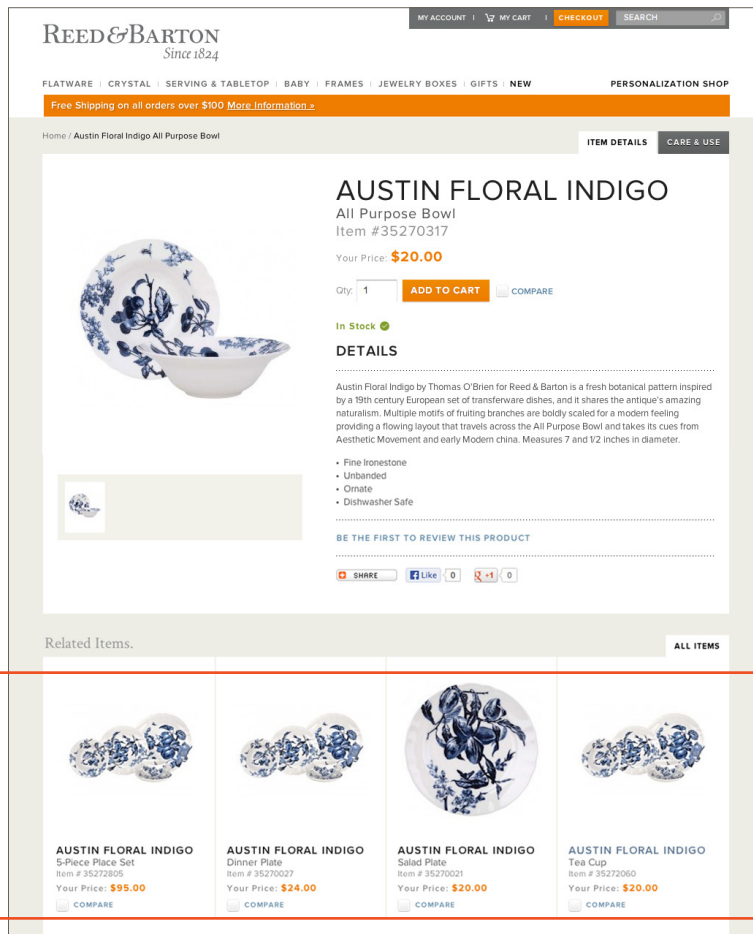 REED & BARTON
Since 1824
MY ACCOUNT | MY CART | CHECKOUT SEARCH
FLATWARE | CRYSTAL | SERVING & TABLETOP | BABY | FRAMES | JEWELRY BOXES | GIFTS | NEW PERSONALIZATION SHOP
Free Shipping on all orders over $100 More Information »
Home / Austin Floral Indigo All Purpose Bowl
ITEM DETAILS CARE & USE
AUSTIN FLORAL INDIGO
All Purpose Bowl
Item #35270317
Your Price: $20.00
Qty: 1 ADD TO CART COMPARE
In Stock
DETAILS
Austin Floral Indigo by Thomas O'Brien for Reed & Barton is a fresh botanical pattern inspired
by a 19th century European set of transferware dishes, and it shares the antique's amazing
naturalism. Multiple motifs of fruiting branches are boldly scaled for a modern feeling
providing a flowing layout that travels across the All Purpose Bowl and takes its cues from
Aesthetic Movement and early Modern china. Measures 7 and 1/2 inches in diameter.
• Fine Ironestone
• Unbanded
• Ornate
• Dishwasher Safe
BE THE FIRST TO REVIEW THIS PRODUCT
SHARE Like 0 +1 0
Related Items.
ALL ITEMS
AUSTIN FLORAL INDIGO AUSTIN FLORAL INDIGO AUSTIN FLORAL INDIGO AUSTIN FLORAL INDIGO
5-Piece Place Set Dinner Plate Salad Plate Tea Cup
Item # 35272805 Item # 35270027 Item # 35270021 Item # 35272060
Your Price: $95.00 Your Price: $24.00 Your Price: $20.00 Your Price: $20.00
COMPARE COMPARE COMPARE COMPARE